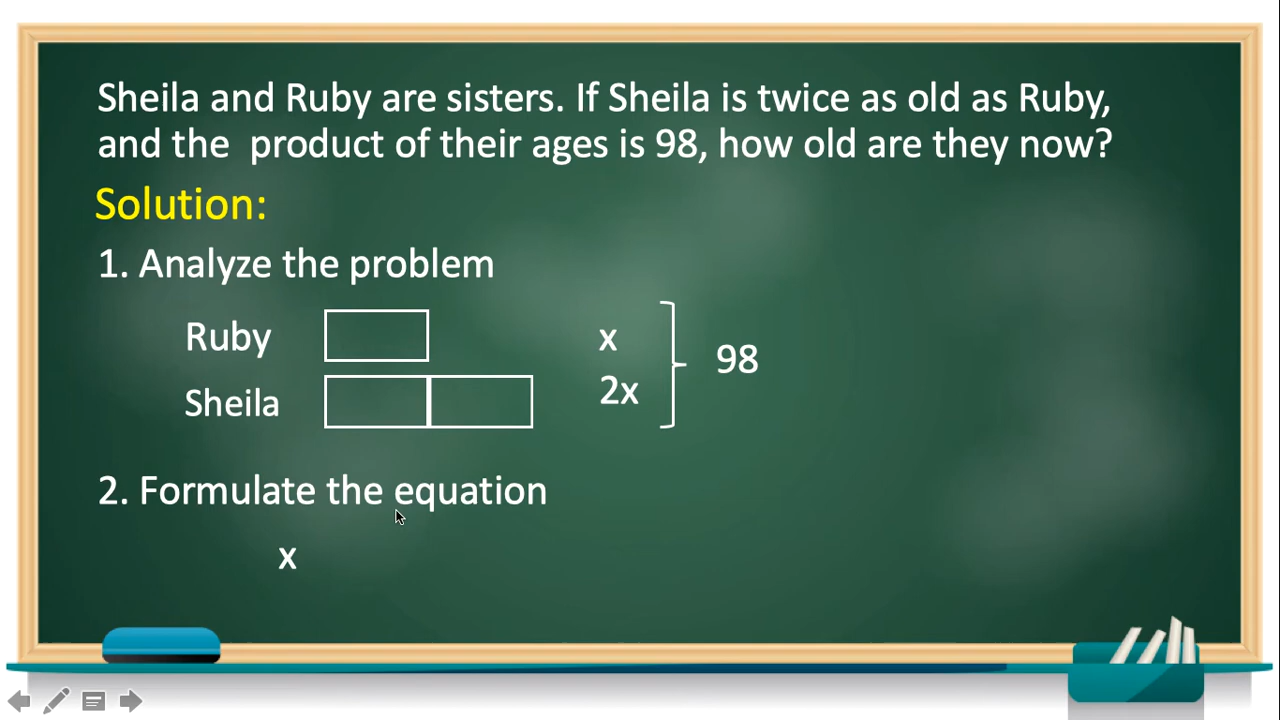 Sheila and Ruby are sisters. If Sheila is twice as old as Ruby,
and the product of their ages is 98, how old are they now?
Solution:
1. Analyze the problem
Ruby x
Sheila 2x
98
2. Formulate the equation
x